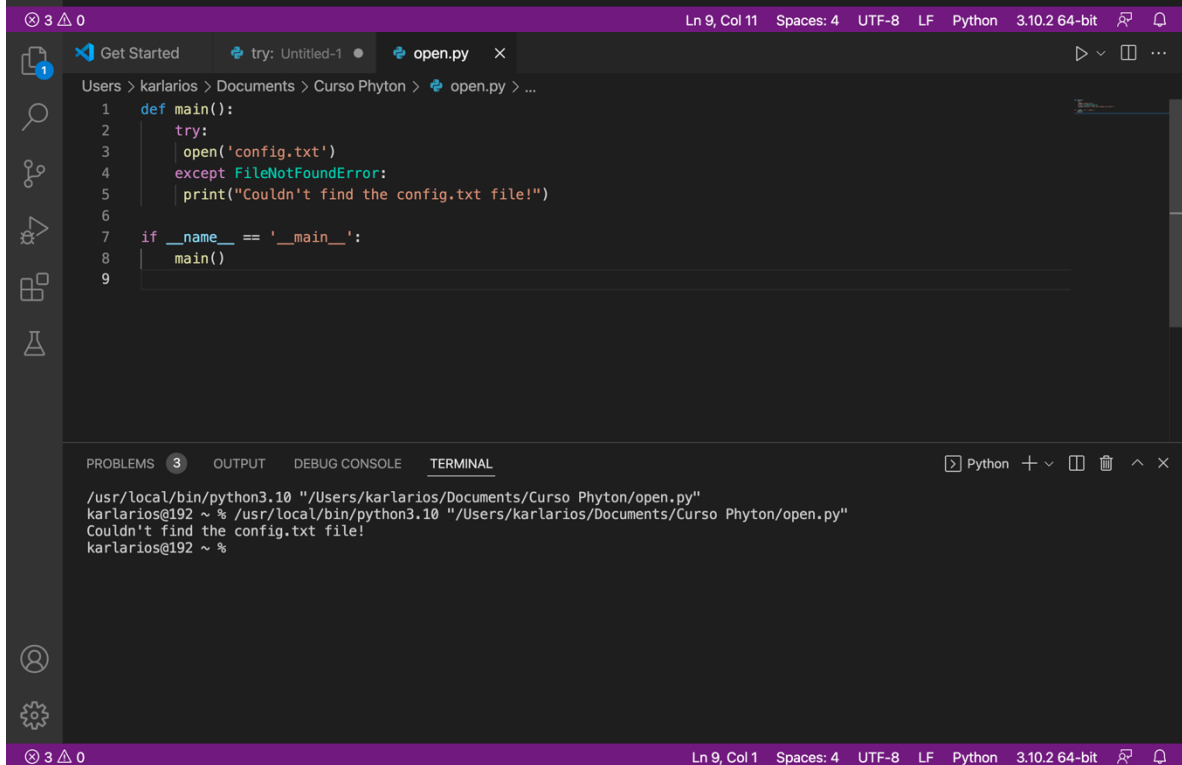 3 0 Ln 9, Col 11 Spaces: 4 UTF-8 LF Python 3.10.2 64-bit
Get Started try: Untitled-1 open.py
1
Users > karlarios > Documents > Curso Phyton > open.py > ...
1 def main():
2     try:
3      open('config.txt')
4     except FileNotFoundError:
5      print("Couldn't find the config.txt file!")
6
7 if __name__ == '__main__':
8     main()
9
PROBLEMS 3 OUTPUT DEBUG CONSOLE TERMINAL Python
/usr/local/bin/python3.10 "/Users/karlarios/Documents/Curso Phyton/open.py"
karlarios@192 ~ % /usr/local/bin/python3.10 "/Users/karlarios/Documents/Curso Phyton/open.py"
Couldn't find the config.txt file!
karlarios@192 ~ %
3 0 Ln 9, Col 1 Spaces: 4 UTF-8 LF Python 3.10.2 64-bit